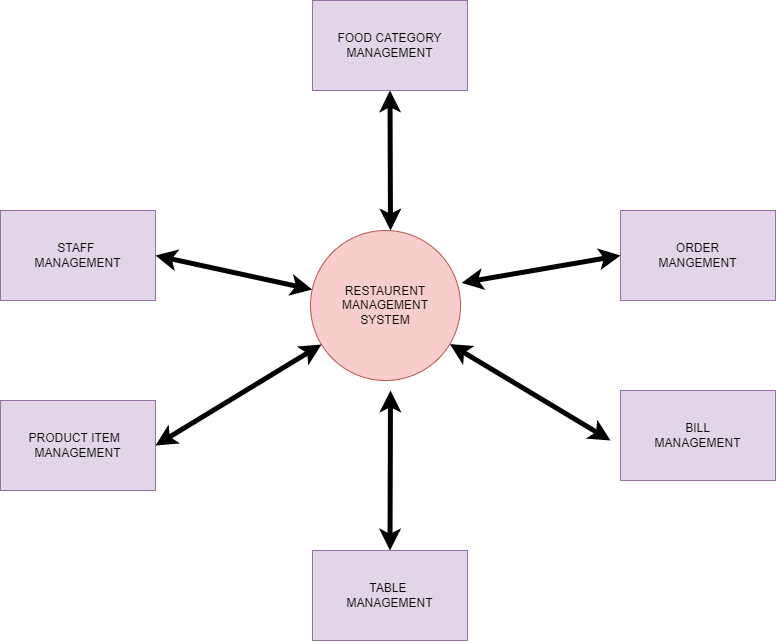 FOOD CATEGORY
MANAGEMENT
STAFF
MANAGEMENT
ORDER
MANGEMENT
RESTAURENT
MANAGEMENT
SYSTEM
PRODUCT ITEM
MANAGEMENT
BILL
MANAGEMENT
TABLE
MANAGEMENT